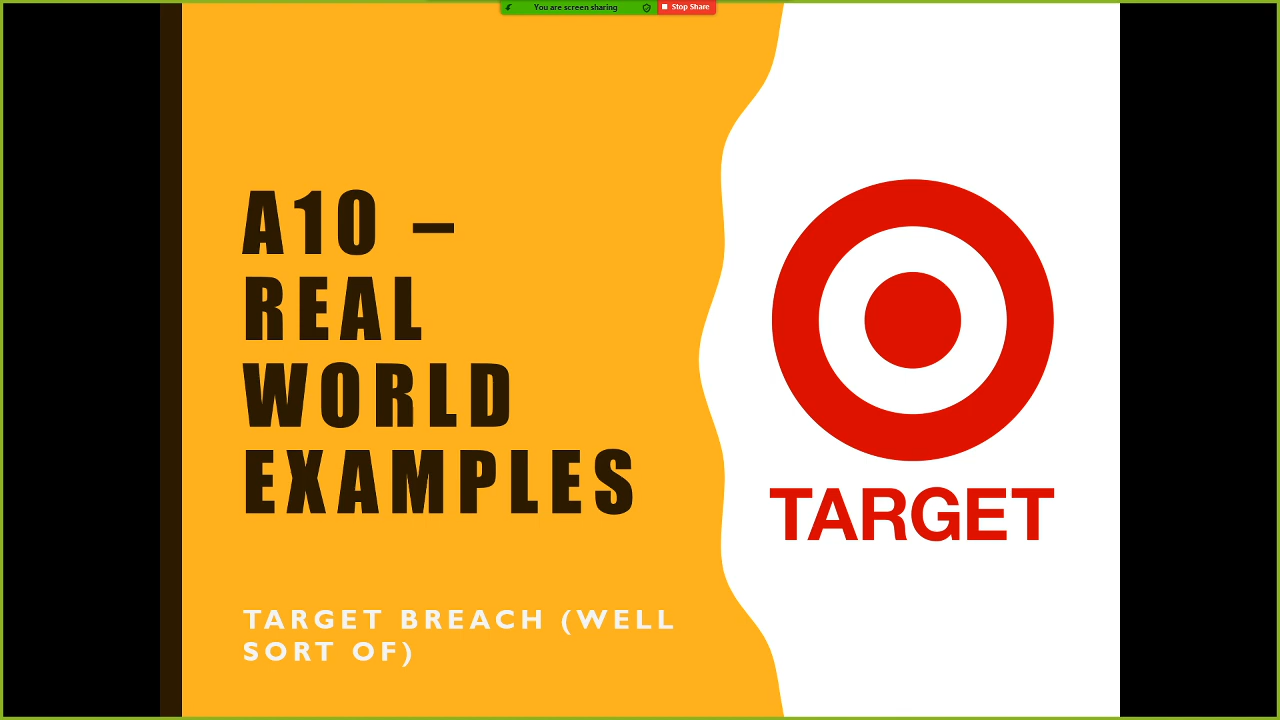 You are screen sharing Stop Share
A10 –
REAL
WORLD
EXAMPLES
TARGET BREACH (WELL
SORT OF)
TARGET